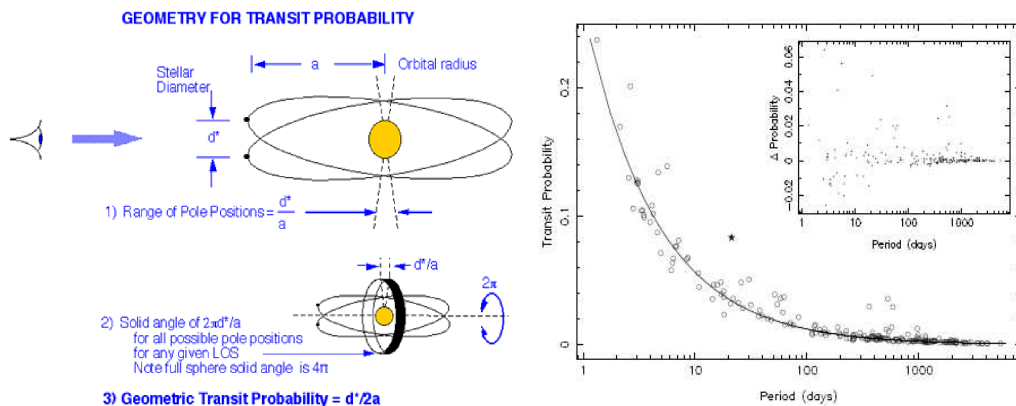 GEOMETRY FOR TRANSIT PROBABILITY
a
Orbital radius
Stellar
Diameter
d*
1) Range of Pole Positions = d*/a
d*/a
2π
2) Solid angle of 2πd*/a
for all possible pole positions
for any given LOS
Note full sphere solid angle is 4π
3) Geometric Transit Probability = d*/2a
Transit Probability
0.2
0.1
0
1
10
100
1000
Period (days)
Δ Probability
0.06
0.04
0.02
0
−0.02
1
10
100
1000
Period (days)